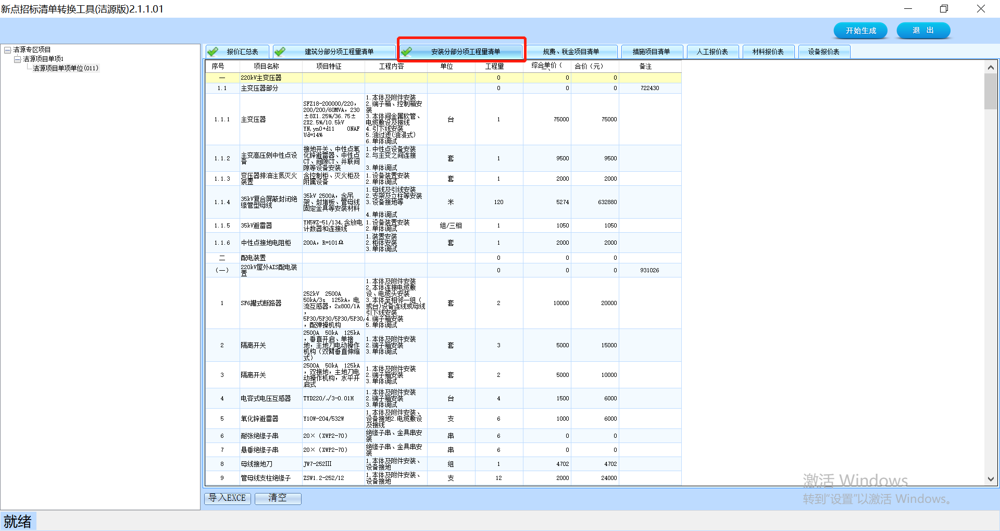 新点招标清单转换工具(洁源版)2.1.1.01
开始生成
退 出
洁源专区项目
洁源项目单项1
洁源项目单项单位(011)
报价汇总表
建筑分部分项工程量清单
安装分部分项工程量清单
规费、税金项目清单
措施项目清单
人工报价表
材料报价表
设备报价表
序号 项目名称 项目特征 工程内容 单位 工程量 综合单价( 合价(元) 备注
一 220kV主变压器 0 0 0
1.1 主变压器部分 0 0 0 722430
1.1.1 主变压器
SFZ18-200000/220,
200/200/60MVA,230
±8X1.25%/36.75±
2X2.5%/10.5kV
YN,yn0+d11 ONAF
Ud=14%
1.本体及附件安装
2.端子箱、控制箱安
装
3.本体间金属软管、
电缆敷设及接线
4.引下线安装
5.油过滤(油浸式)
6.单体调试
台 1 75000 75000
1.1.2
主变高压侧中性点设
备
接地开关、中性点氧
化锌避雷器、中性点
CT、间隙CT、并联间
隙等设备安装
1.中性点设备安装
2.与主变之间连接
3.单体调试
套 1 9500 9500
1.1.3
变压器排油注氮灭火
装置
含控制柜、灭火柜及
附属设备
1.设备装置安装
2.单体调试
套 1 2000 2000
1.1.4
35kV复合屏蔽封闭绝
缘管型母线
35kV 2500A,含吊
架、封堵板、管母线
固定金具等安装材料
1.母线及引线安装
2.支架及立柱等安装
3.设备接地等
4.单体调试
米 120 5274 632880
1.1.5 35kV避雷器
YH5WZ-51/134,含放电
计数器和连接线
1.设备装置安装
2.单体调试
组/三相 1 1050 1050
1.1.6 中性点接地电阻柜 200A,R=101Ω
1.装置安装
2.柜体安装
3.单体调试
套 1 2000 2000
二 配电装置 0 0 0
(一)
220kV屋外AIS配电装
置
0 0 0 931026
1 SF6罐式断路器
252kV 2500A
50kA/3s 125kA,电
流互感器,2x800/1A
,
5P30/5P30/5P30/5P30/
,配弹操机构
1.本体及附件安装
2.本体连接电缆敷
设、电缆头安装
3.本体至相邻一组(
或台)设备连线或母线
引下线安装
4.端子箱安装
5.单体调试
套 2 10000 20000
2 隔离开关
2500A 50kA 125kA
,垂直开启、单接
地,主地刀电动操作
机构(双臂垂直伸缩
式)
1.本体及附件安装
2.端子箱安装
3.单体调试
套 3 5000 15000
3 隔离开关
2500A 50kA 125kA
,双接地,主地刀电
动操作机构,水平开
启式
1.本体及附件安装
2.端子箱安装
3.单体调试
套 2 5000 10000
4 电容式电压互感器 TYD220/√3-0.01H
1.本体及附件安装
2.端子箱安装
3.单体调试
台 4 1500 6000
5 氧化锌避雷器 Y10W-204/532W
1.本体及附件安装、
设备接地2.电缆敷设
及接线
支 6 1000 6000
6 耐张绝缘子串 20×(XWP2-70)
绝缘子串、金具串安
装
串 6 0 0
7 悬垂绝缘子串 20×(XWP2-70)
绝缘子串、金具串安
装
串 6 0 0
8 母线接地刀 JW7-252III
1.本体及附件安装、
设备接地
组 1 4702 4702
9 管母线支柱绝缘子 ZSW1.2-252/12
1.本体及附件安装、
设备接地
支 12 2000 24000
激活 Windows
转到"设置"以激活 Windows。
导入EXCE
清空
就绪